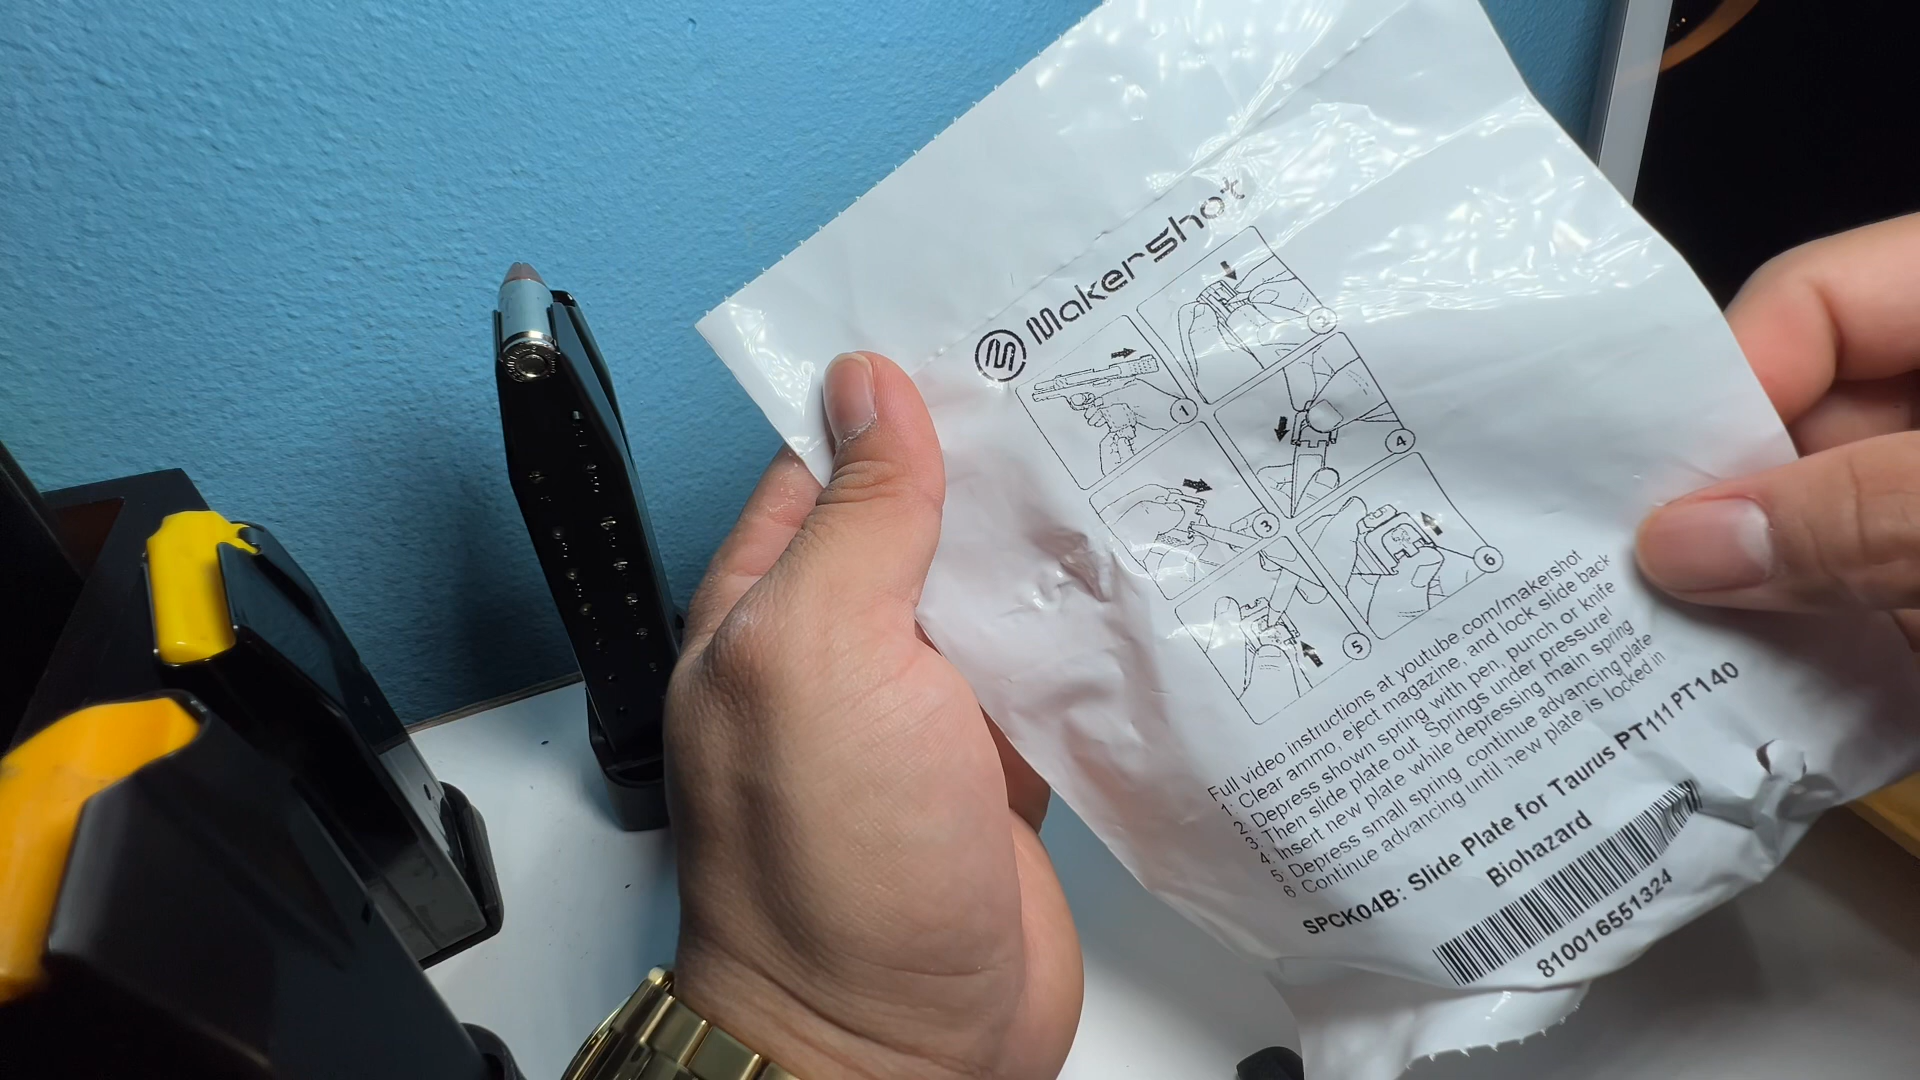 Makershot
1
2
3
4
5
6
Full video instructions at youtube.com/makershot
1: Clear ammo, eject magazine, and lock slide back
2: Depress shown spring with pen, punch or knife
3: Then slide plate out. Springs under pressure!
4. Insert new plate while depressing main spring
5. Depress small spring, continue advancing plate
6 Continue advancing until new plate is locked in
SPCK04B: Slide Plate for Taurus PT111 PT140
Biohazard
810016551324